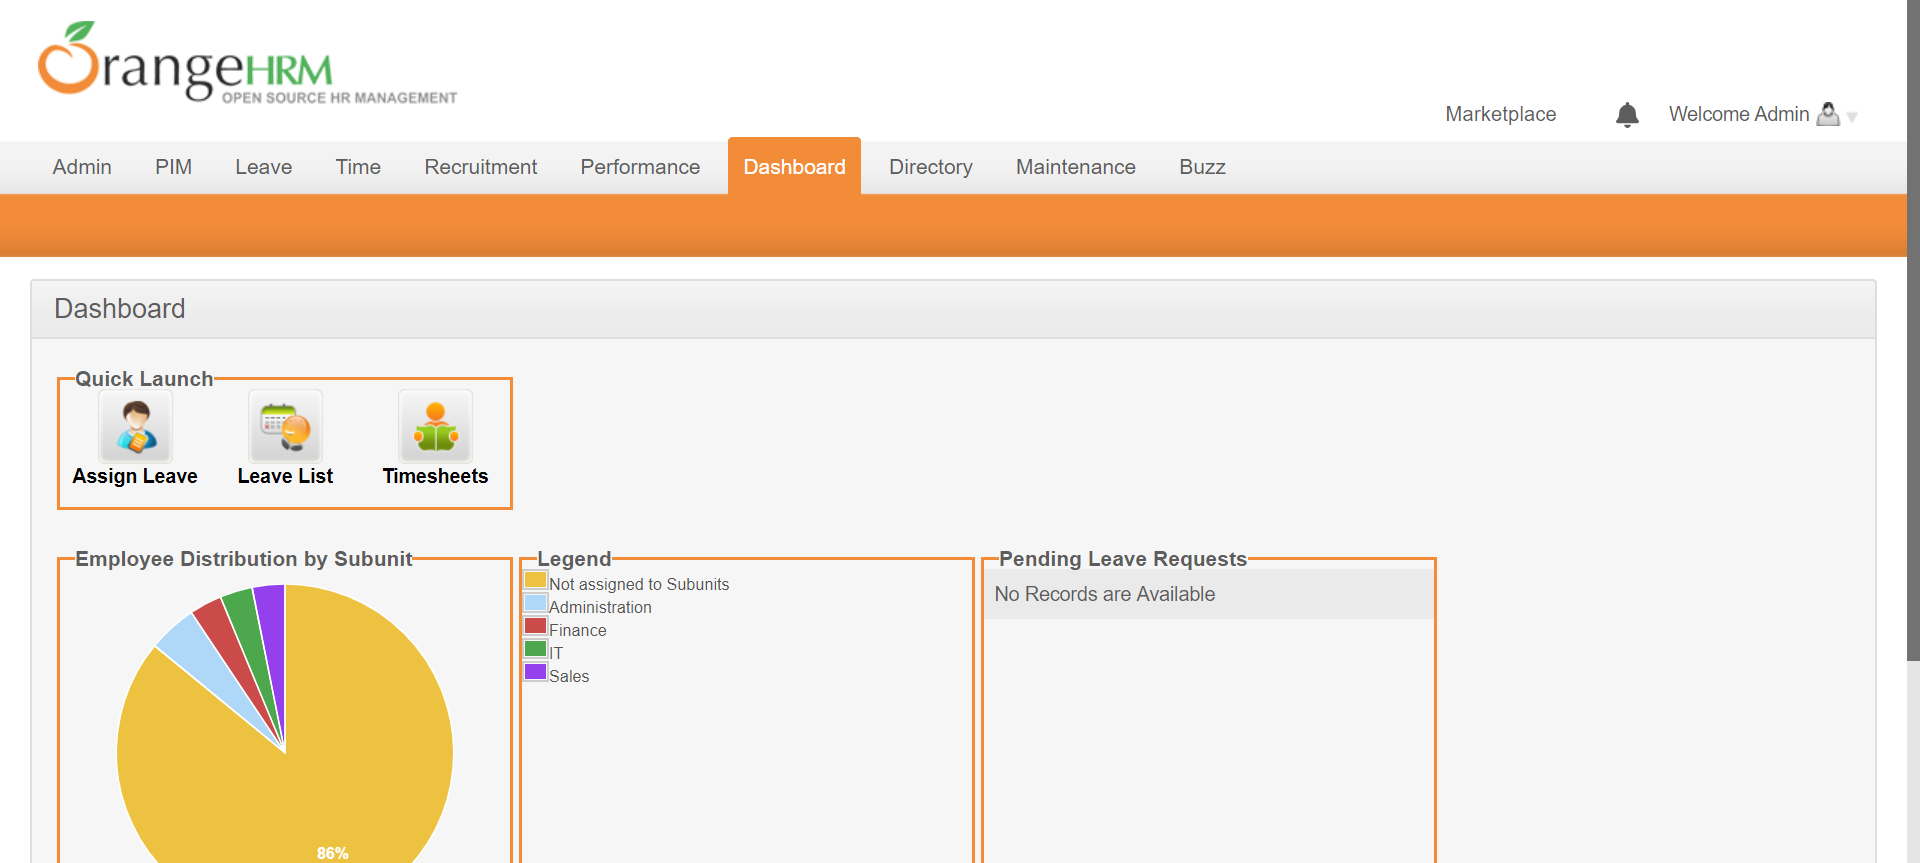 OrangeHRM
OPEN SOURCE HR MANAGEMENT
Marketplace
Welcome Admin
Admin PIM Leave Time Recruitment Performance Dashboard Directory Maintenance Buzz
Dashboard
Quick Launch
Assign Leave Leave List Timesheets
Employee Distribution by Subunit
86%
Legend
Not assigned to Subunits
Administration
Finance
IT
Sales
Pending Leave Requests
No Records are Available